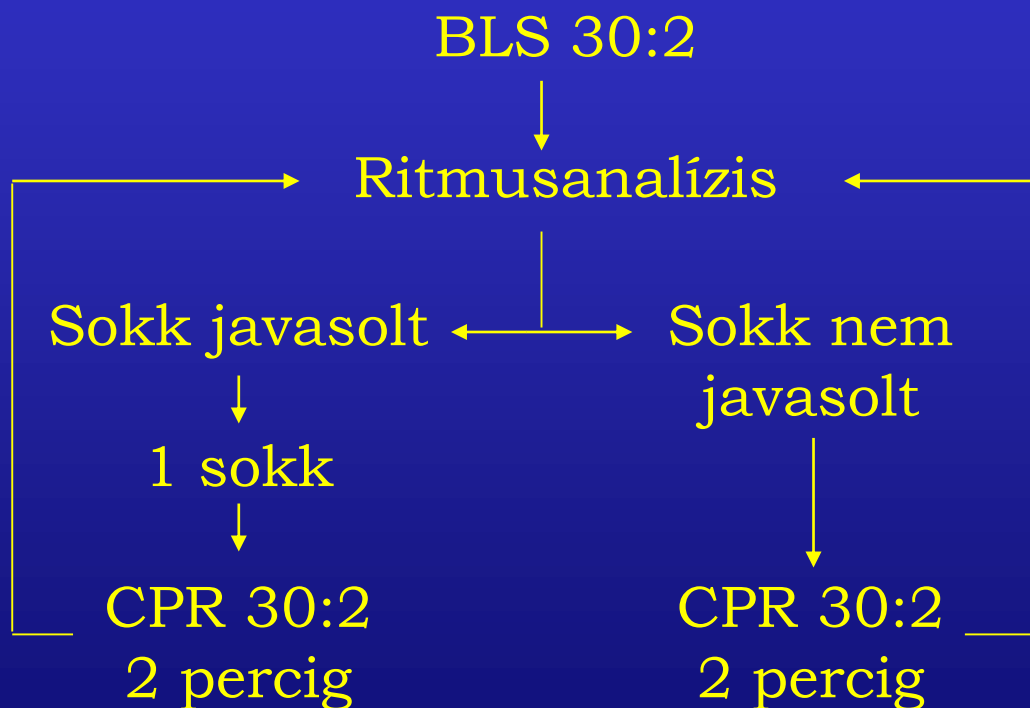 BLS 30:2
Ritmusanalízis
Sokk javasolt
Sokk nem
javasolt
1 sokk
CPR 30:2
2 percig
CPR 30:2
2 percig